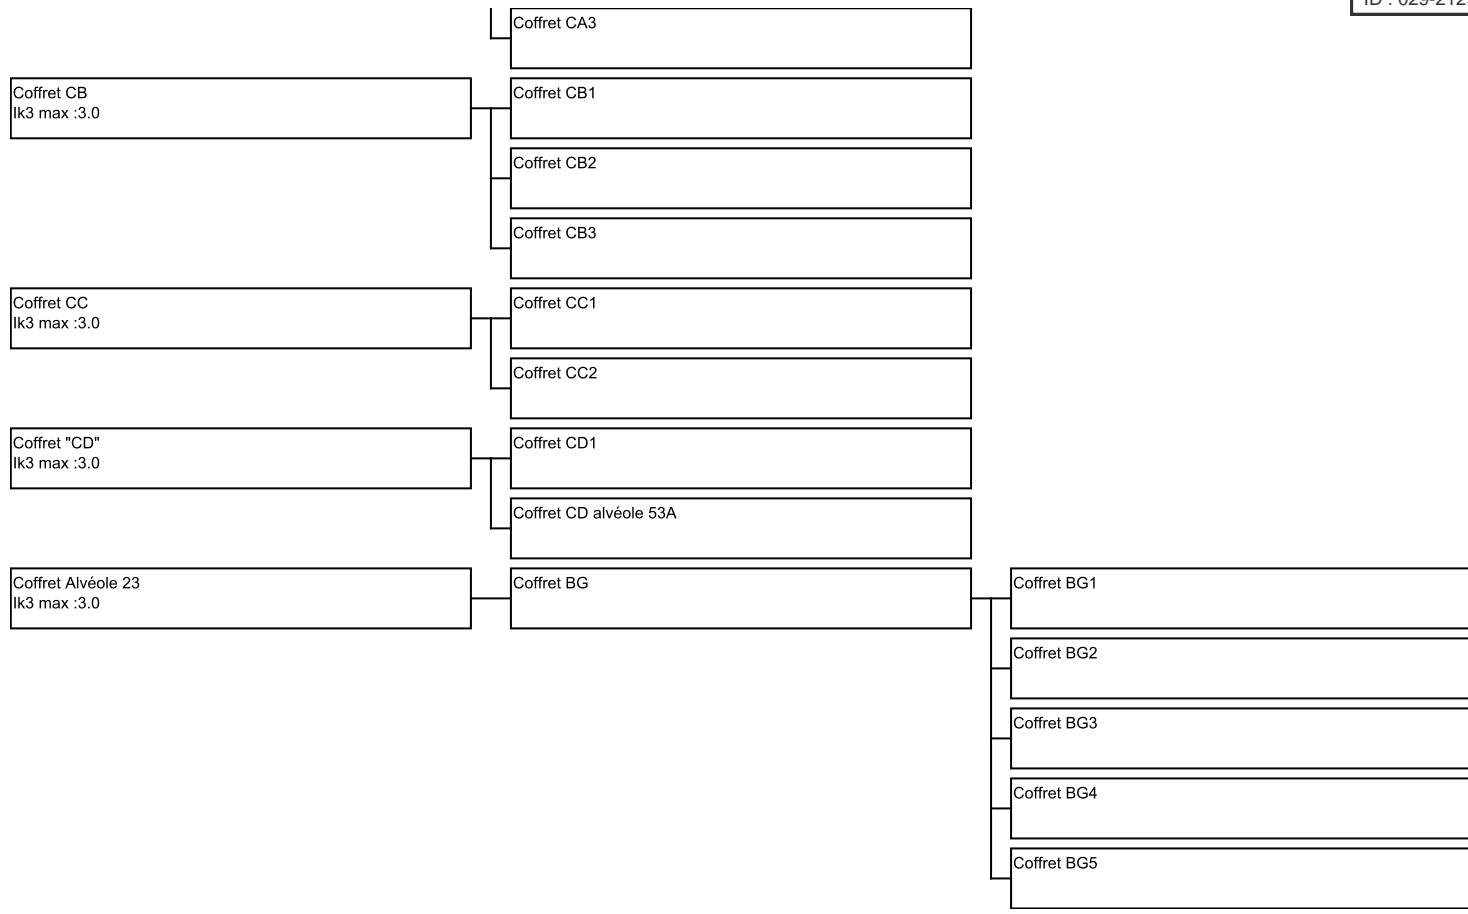 Coffret CA3
Coffret CB
Ik3 max :3.0
Coffret CB1
Coffret CB2
Coffret CB3
Coffret CC
Ik3 max :3.0
Coffret CC1
Coffret CC2
Coffret "CD"
Ik3 max :3.0
Coffret CD1
Coffret CD alvéole 53A
Coffret Alvéole 23
Ik3 max :3.0
Coffret BG
Coffret BG1
Coffret BG2
Coffret BG3
Coffret BG4
Coffret BG5